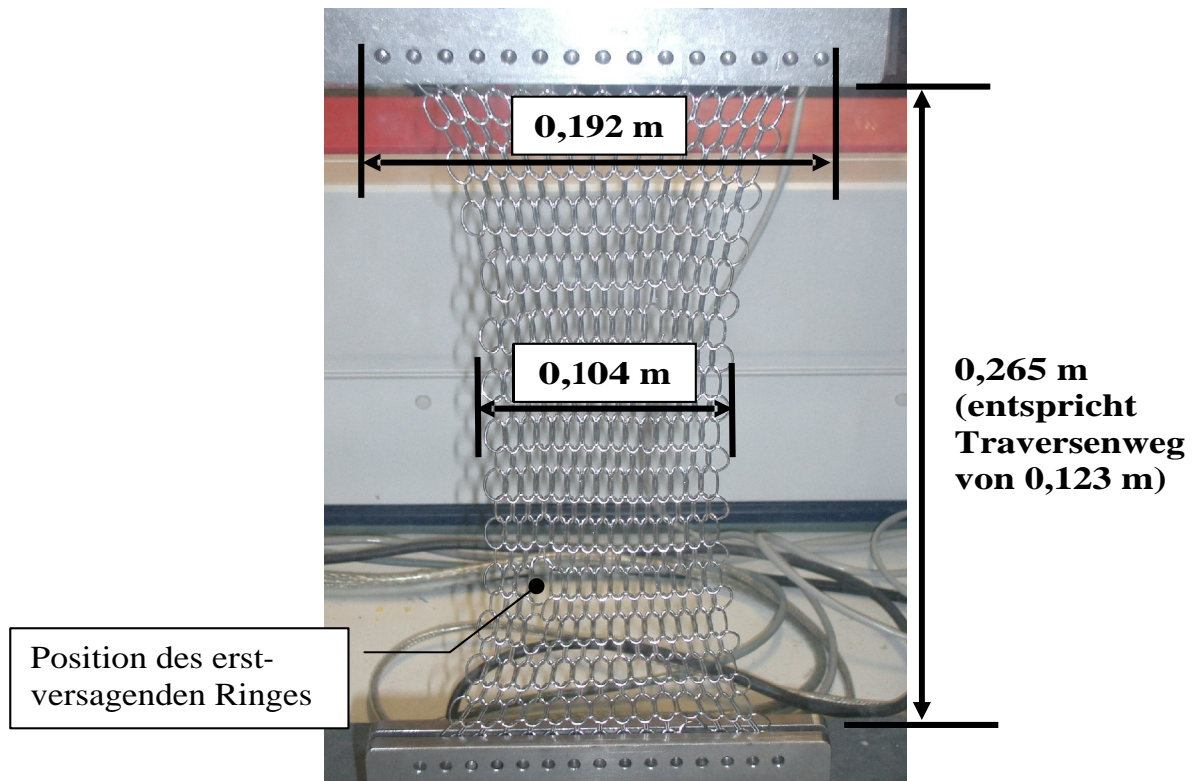 0,192 m
0,104 m
0,265 m
(entspricht
Traversenweg
von 0,123 m)
Position des erst-
versagenden Ringes